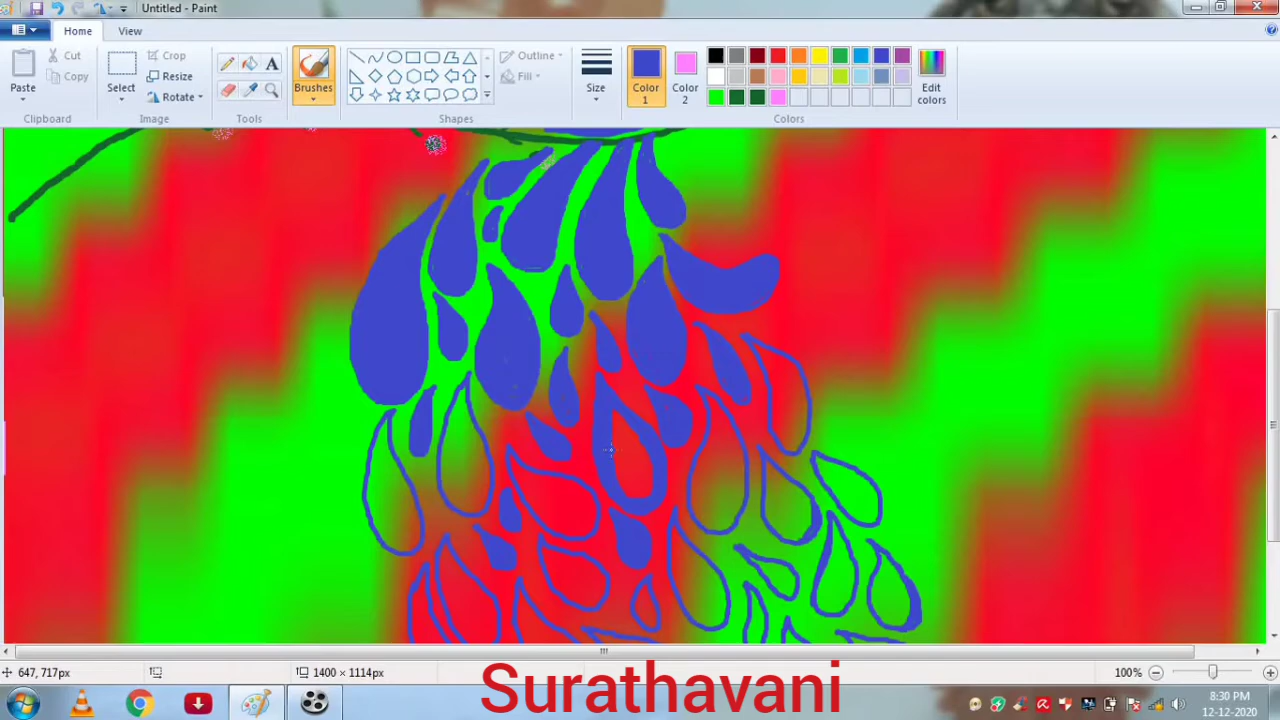 Untitled - Paint
Home View
Paste Cut Copy Select Crop Resize Rotate Brushes Outline Fill Size Color 1 Color 2 Edit colors
Clipboard Image Tools Shapes Colors
647, 717px 1400 × 1114px 100%
Surathavani
8:30 PM
12-12-2020